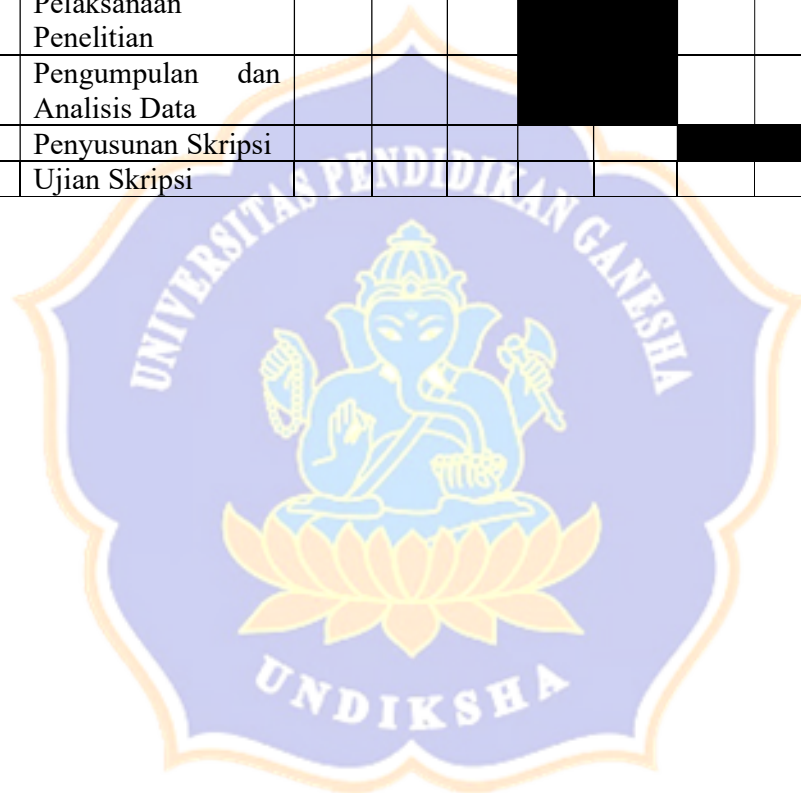 Pelaksanaan
Penelitian
Pengumpulan dan
Analisis Data
Penyusunan Skripsi
Ujian Skripsi
UNIVERSITAS PENDIDIKAN GANESHA
UNDIKSHA